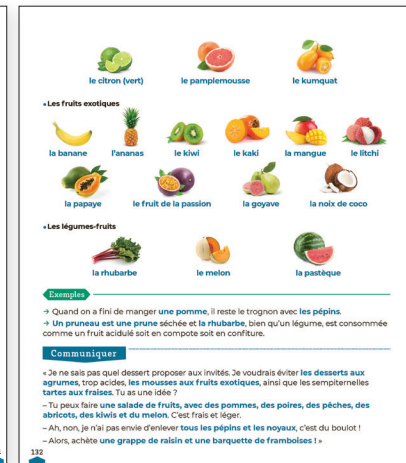 le citron (vert) le pamplemousse le kumquat
• Les fruits exotiques
la banane l'ananas le kiwi le kaki la mangue le litchi
la papaye le fruit de la passion la goyave la noix de coco
• Les légumes-fruits
la rhubarbe le melon la pastèque
Exemples
→ Quand on a fini de manger une pomme, il reste le trognon avec les pépins.
→ Un pruneau est une prune séchée et la rhubarbe, bien qu'un légume, est consommée
comme un fruit acidulé soit en compote soit en confiture.
Communiquer
« Je ne sais pas quel dessert proposer aux invités. Je voudrais éviter les desserts aux
agrumes, trop acides, les mousses aux fruits exotiques, ainsi que les sempiternelles
tartes aux fraises. Tu as une idée ?
– Tu peux faire une salade de fruits, avec des pommes, des poires, des pêches, des
abricots, des kiwis et du melon. C'est frais et léger.
– Ah, non, je n'ai pas envie d'enlever tous les pépins et les noyaux, c'est du boulot !
– Alors, achète une grappe de raisin et une barquette de framboises ! »
132